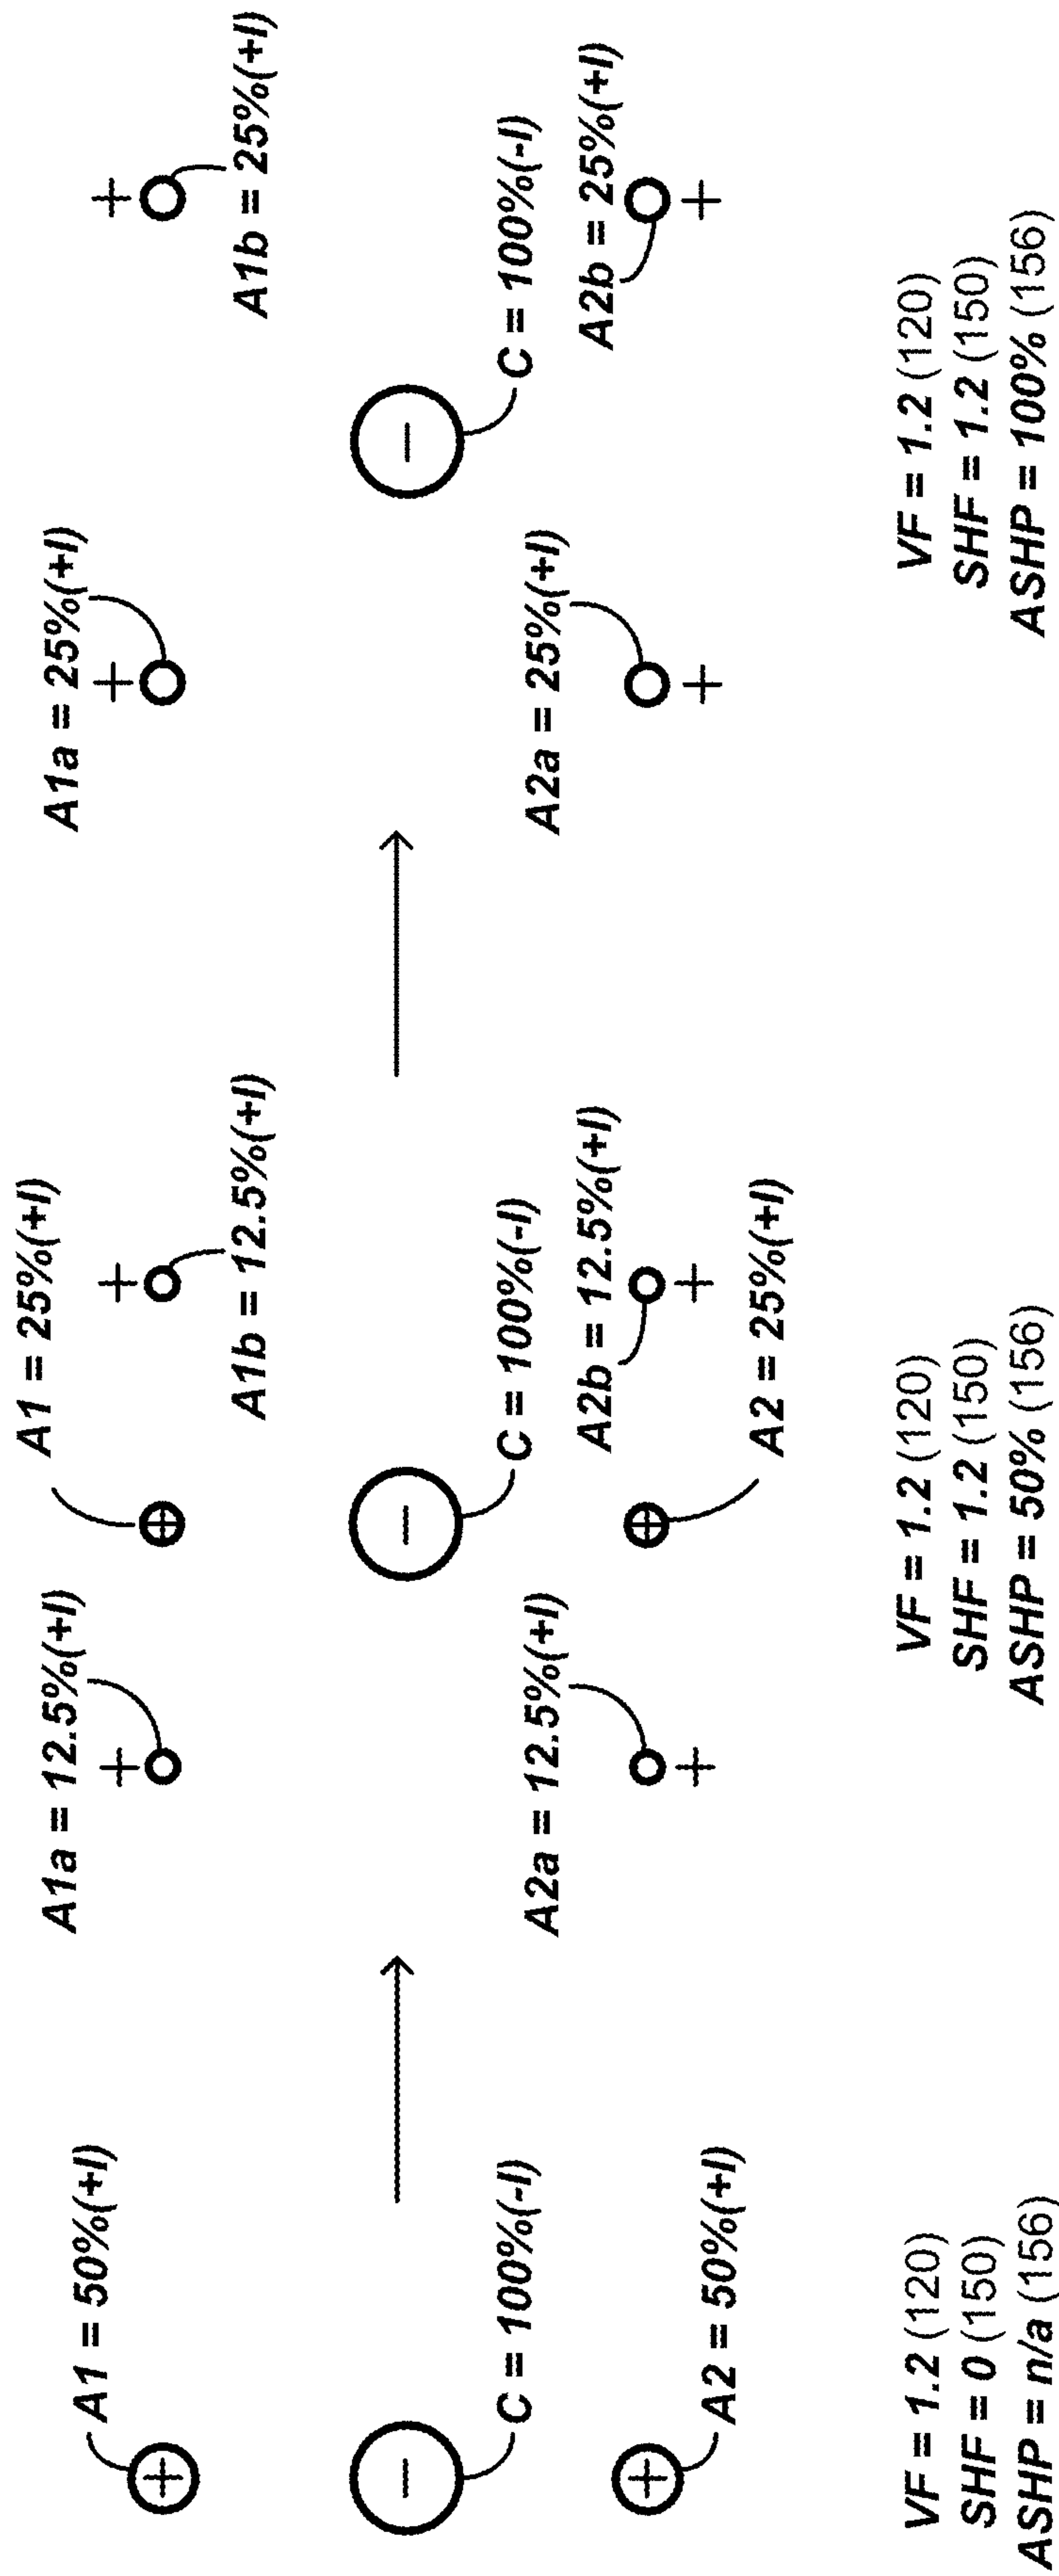 A1 = 50%(+I)
+
-
C = 100%(-I)
+
A2 = 50%(+I)
VF = 1.2 (120)
SHF = 0 (150)
ASHP = n/a (156)
A1 = 25%(+I)
A1a = 12.5%(+I)
+
+
+
A1b = 12.5%(+I)
-
C = 100%(-I)
A2a = 12.5%(+I)
A2b = 12.5%(+I)
+
+
+
A2 = 25%(+I)
VF = 1.2 (120)
SHF = 1.2 (150)
ASHP = 50% (156)
A1a = 25%(+I)
+
+
A1b = 25%(+I)
-
C = 100%(-I)
A2a = 25%(+I)
A2b = 25%(+I)
+
+
VF = 1.2 (120)
SHF = 1.2 (150)
ASHP = 100% (156)